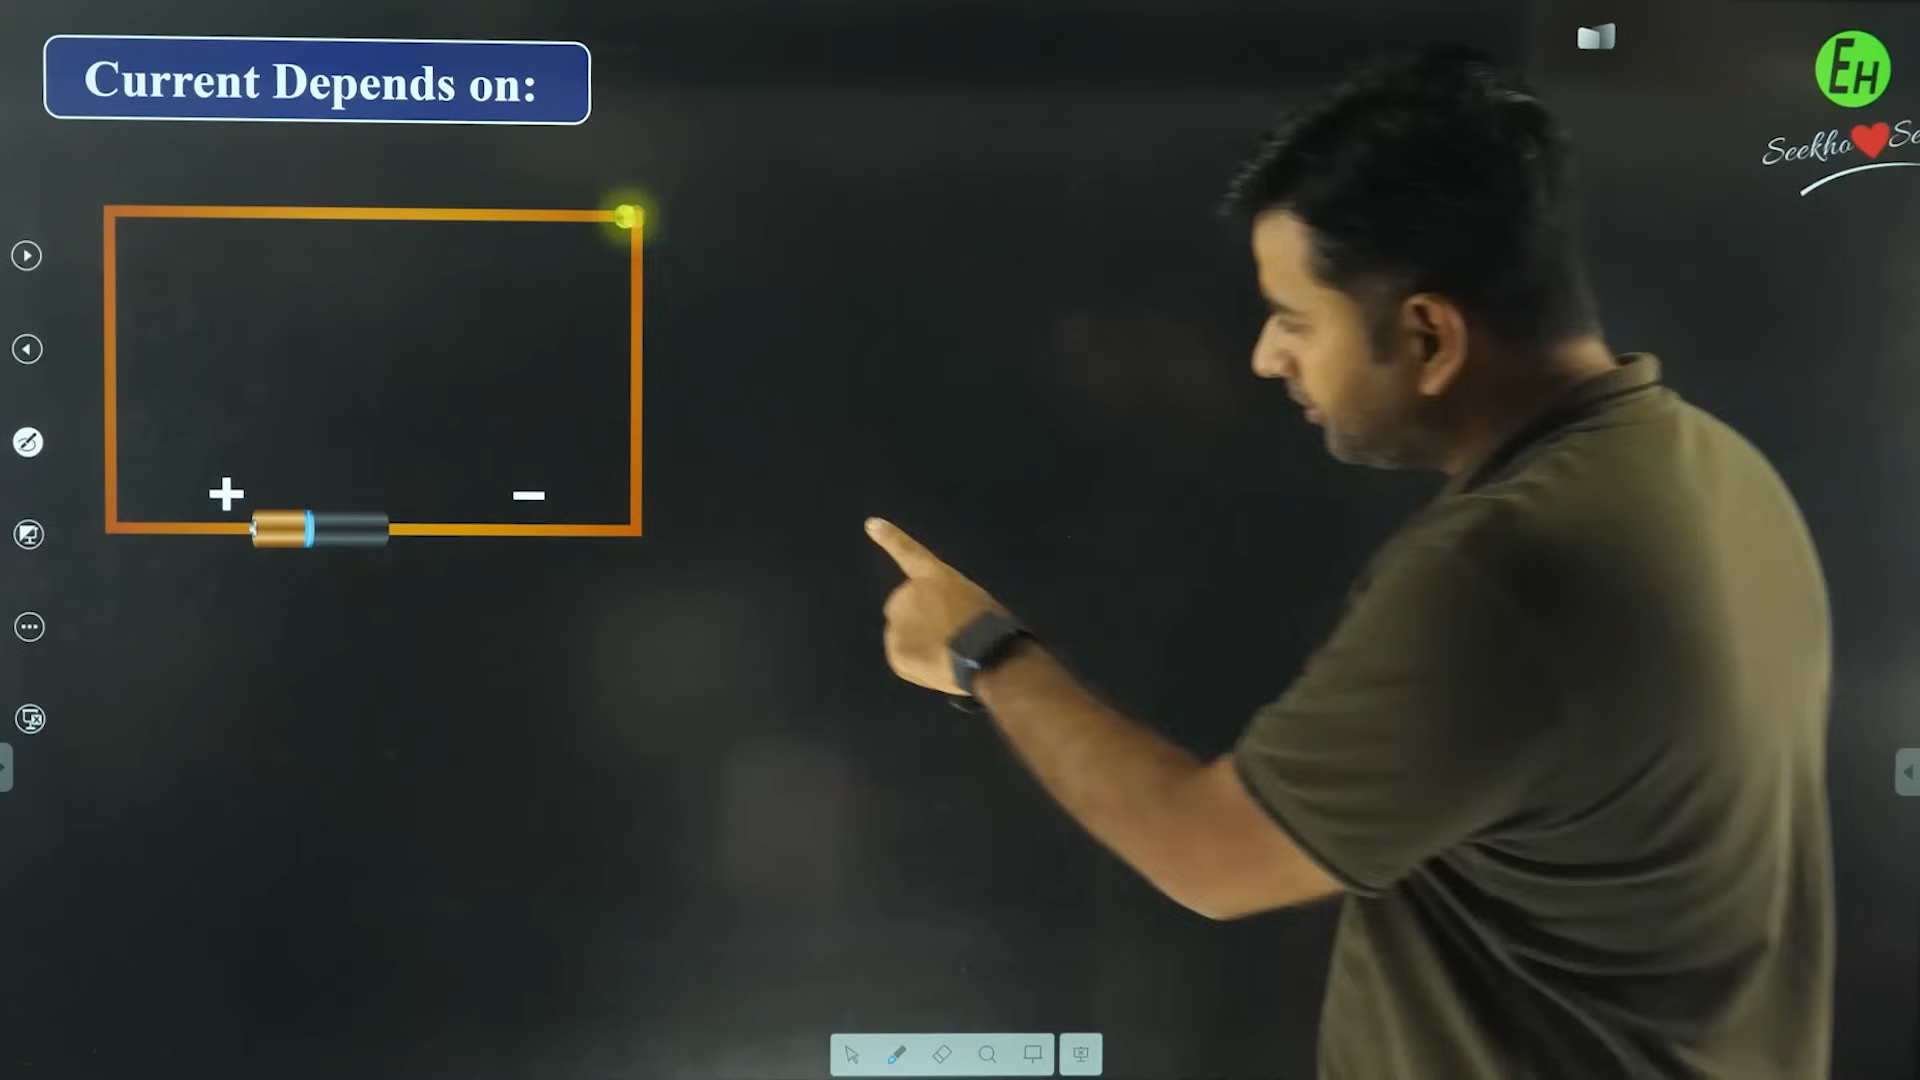 Current Depends on:
EH
Seekho
+
−